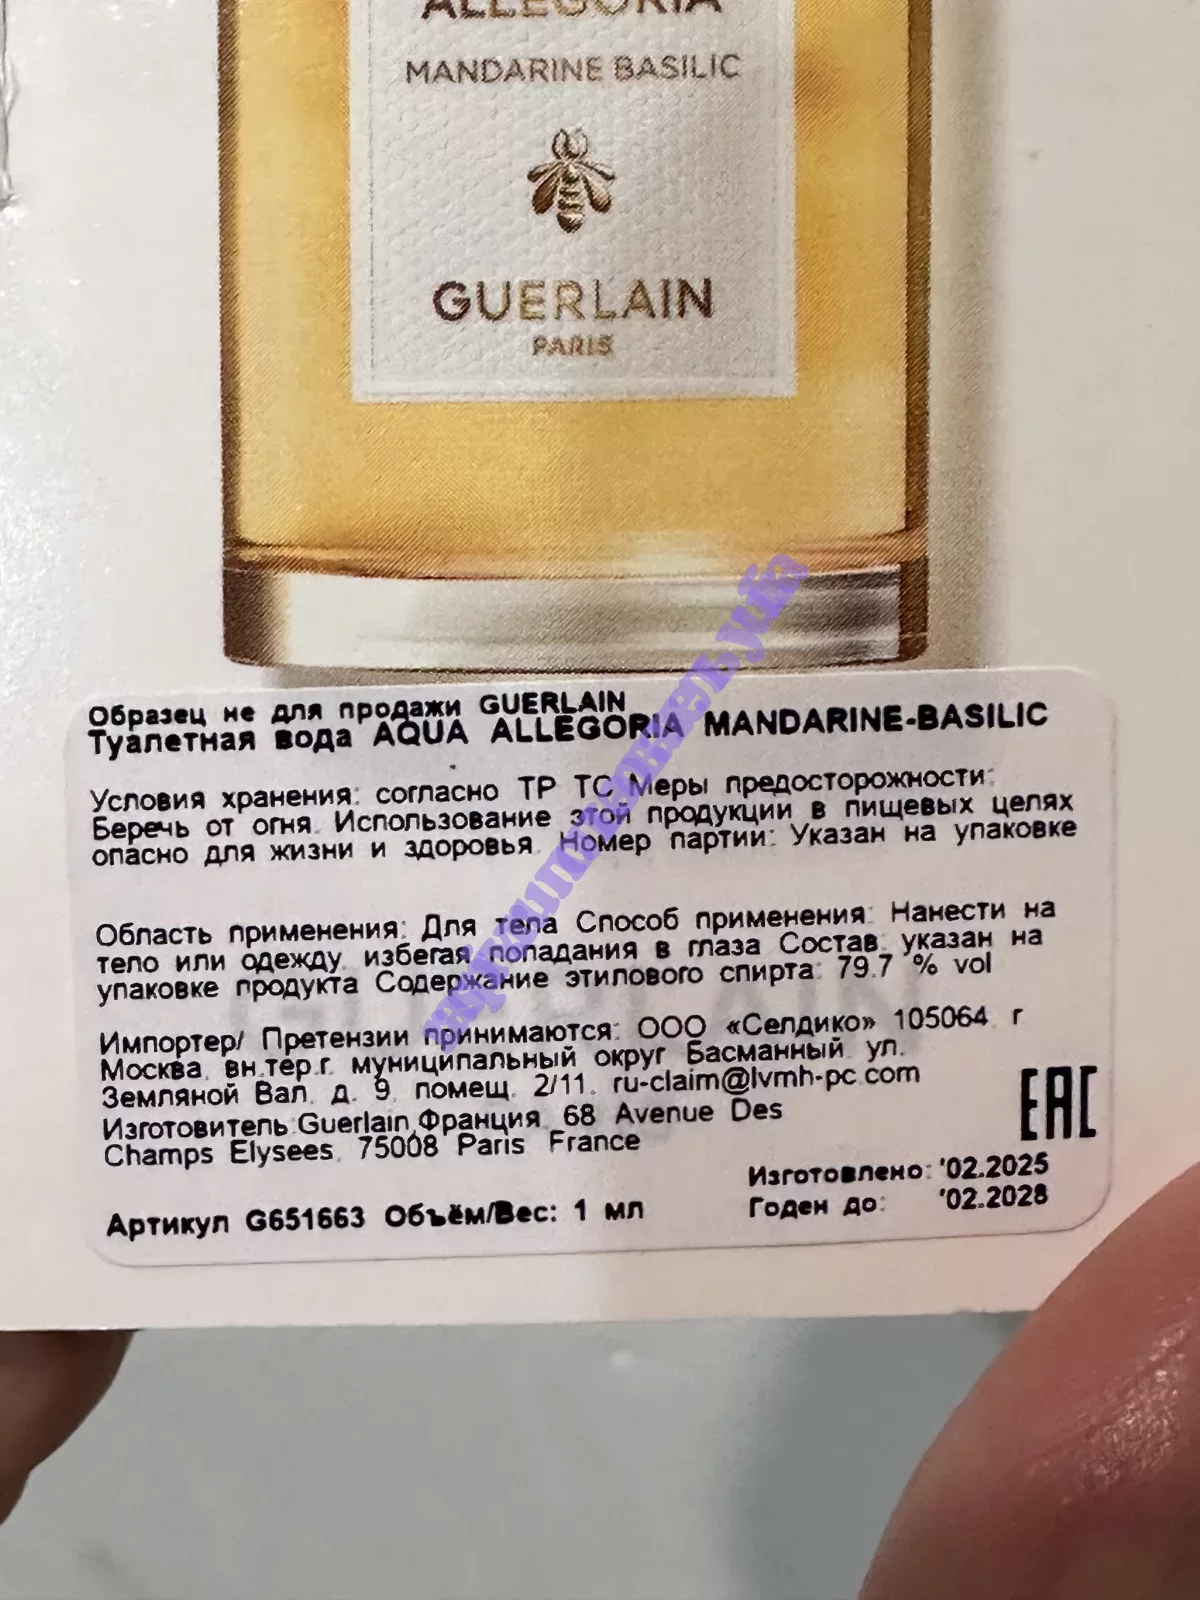 ALLEGORIA
MANDARINE BASILIC
GUERLAIN
PARIS
Образец не для продажи GUERLAIN
Туалетная вода AQUA ALLEGORIA MANDARINE-BASILIC
Условия хранения: согласно ТР ТС Меры предосторожности:
Беречь от огня. Использование этой продукции в пищевых целях
опасно для жизни и здоровья. Номер партии: Указан на упаковке
Область применения: Для тела Способ применения: Нанести на
тело или одежду, избегая попадания в глаза Состав: указан на
упаковке продукта Содержание этилового спирта: 79.7 % vol
Импортер/ Претензии принимаются: ООО «Селдико» 105064, г.
Москва, вн.тер.г. муниципальный округ Басманный, ул.
Земляной Вал, д. 9, помещ. 2/11. ru-claim@lvmh-pc.com
Изготовитель:Guerlain,Франция, 68 Avenue Des
Champs Elysees, 75008 Paris, France
EAC
Изготовлено: '02.2025
Годен до: '02.2028
Артикул G651663 Объём/Вес: 1 мл